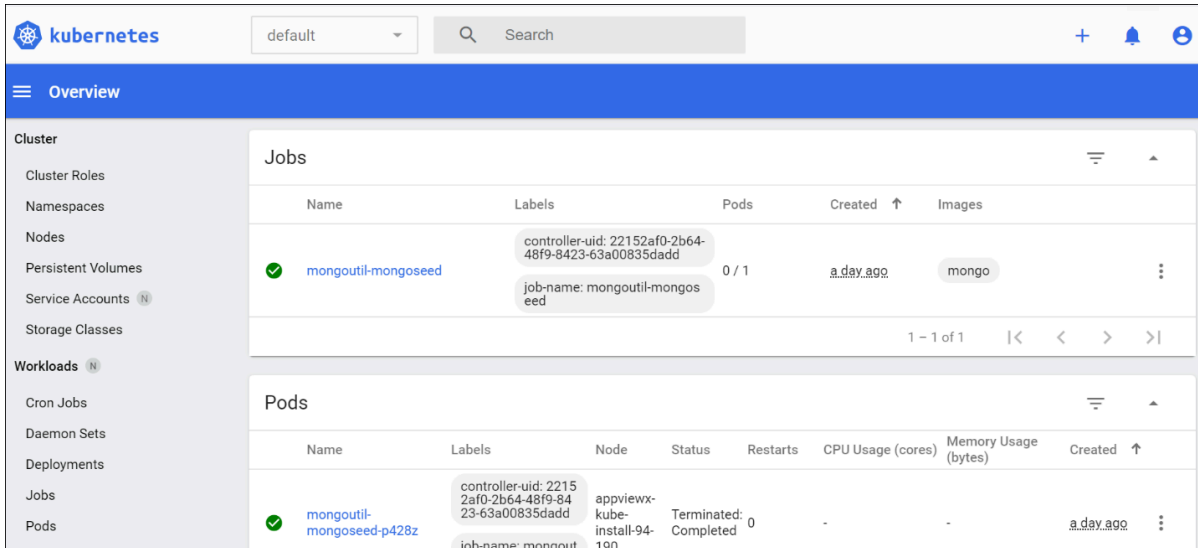 kubernetes
default
Search
Overview
Cluster
Cluster Roles
Namespaces
Nodes
Persistent Volumes
Service Accounts N
Storage Classes
Workloads N
Cron Jobs
Daemon Sets
Deployments
Jobs
Pods
Jobs
Name Labels Pods Created Images
controller-uid: 22152af0-2b64-
48f9-8423-63a00835dadd
mongoutil-mongoseed 0 / 1 a day ago mongo
job-name: mongoutil-mongos
eed
1 – 1 of 1
Pods
Name Labels Node Status Restarts CPU Usage (cores) Memory Usage
(bytes) Created
controller-uid: 2215
2af0-2b64-48f9-84
23-63a00835dadd
job-name: mongout
mongoutil-
mongoseed-p428z
appviewx-
kube-
install-94-
190
Terminated:
Completed
0
-
-
a day ago